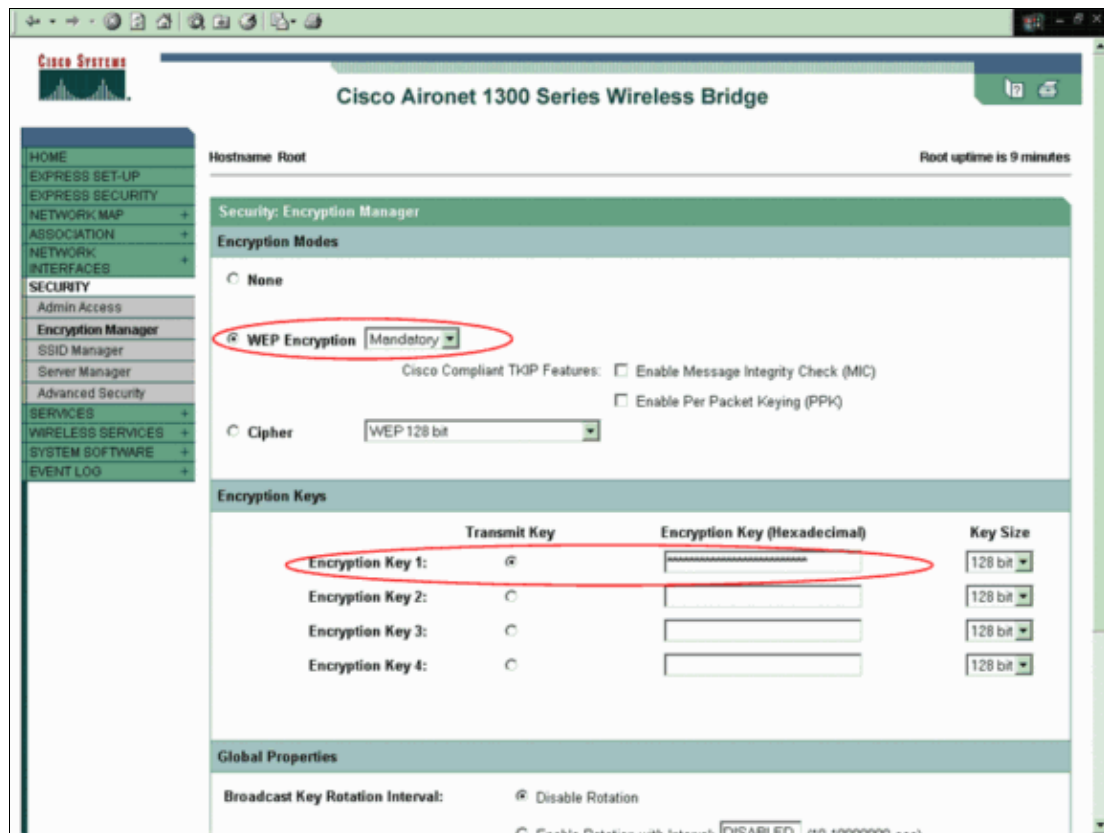 CISCO SYSTEMS
Cisco Aironet 1300 Series Wireless Bridge
HOME
EXPRESS SET-UP
EXPRESS SECURITY
NETWORK MAP +
ASSOCIATION +
NETWORK INTERFACES +
SECURITY
Admin Access
Encryption Manager
SSID Manager
Server Manager
Advanced Security
SERVICES +
WIRELESS SERVICES +
SYSTEM SOFTWARE +
EVENT LOG +
Hostname Root Root uptime is 9 minutes
Security: Encryption Manager
Encryption Modes
None
WEP Encryption Mandatory
Cisco Compliant TKIP Features: Enable Message Integrity Check (MIC)
Enable Per Packet Keying (PPK)
Cipher WEP 128 bit
Encryption Keys
Transmit Key Encryption Key (Hexadecimal) Key Size
Encryption Key 1: 128 bit
Encryption Key 2: 128 bit
Encryption Key 3: 128 bit
Encryption Key 4: 128 bit
Global Properties
Broadcast Key Rotation Interval: Disable Rotation
Enable Rotation with Interval: DISABLED